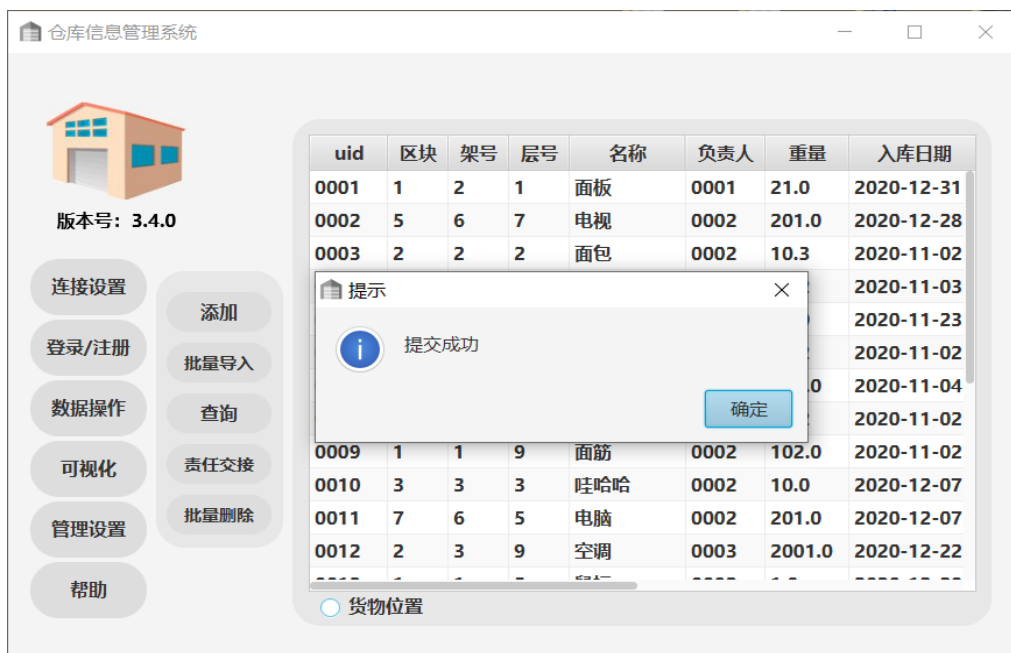 仓库信息管理系统
版本号：3.4.0
连接设置
登录/注册
数据操作
可视化
管理设置
帮助
添加
批量导入
查询
责任交接
批量删除
uid 区块 架号 层号 名称 负责人 重量 入库日期
0001 1 2 1 面板 0001 21.0 2020-12-31
0002 5 6 7 电视 0002 201.0 2020-12-28
0003 2 2 2 面包 0002 10.3 2020-11-02
2020-11-03
2020-11-23
2020-11-02
2020-11-04
2020-11-02
提示
提交成功
确定
0009 1 1 9 面筋 0002 102.0 2020-11-02
0010 3 3 3 哇哈哈 0002 10.0 2020-12-07
0011 7 6 5 电脑 0002 201.0 2020-12-07
0012 2 3 9 空调 0003 2001.0 2020-12-22
货物位置